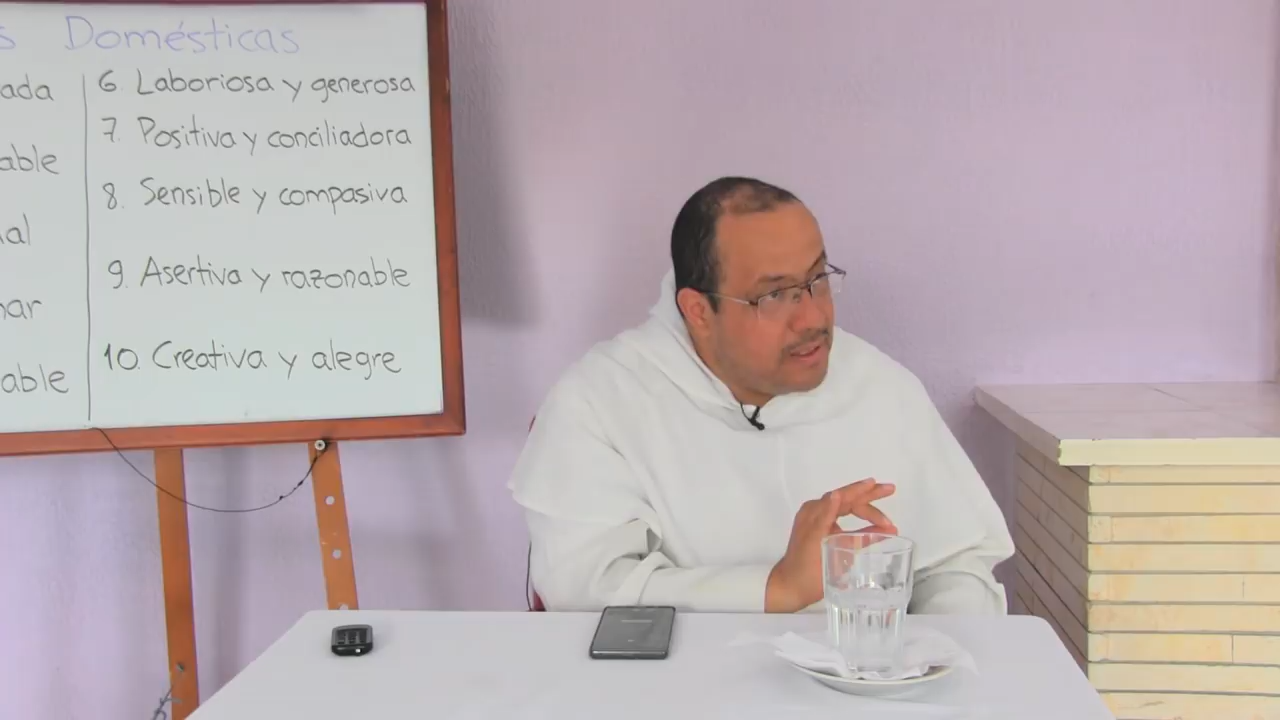 s Domésticas
ada
able
al
nar
able
6. Laboriosa y generosa
7. Positiva y conciliadora
8. Sensible y compasiva
9. Asertiva y razonable
10. Creativa y alegre